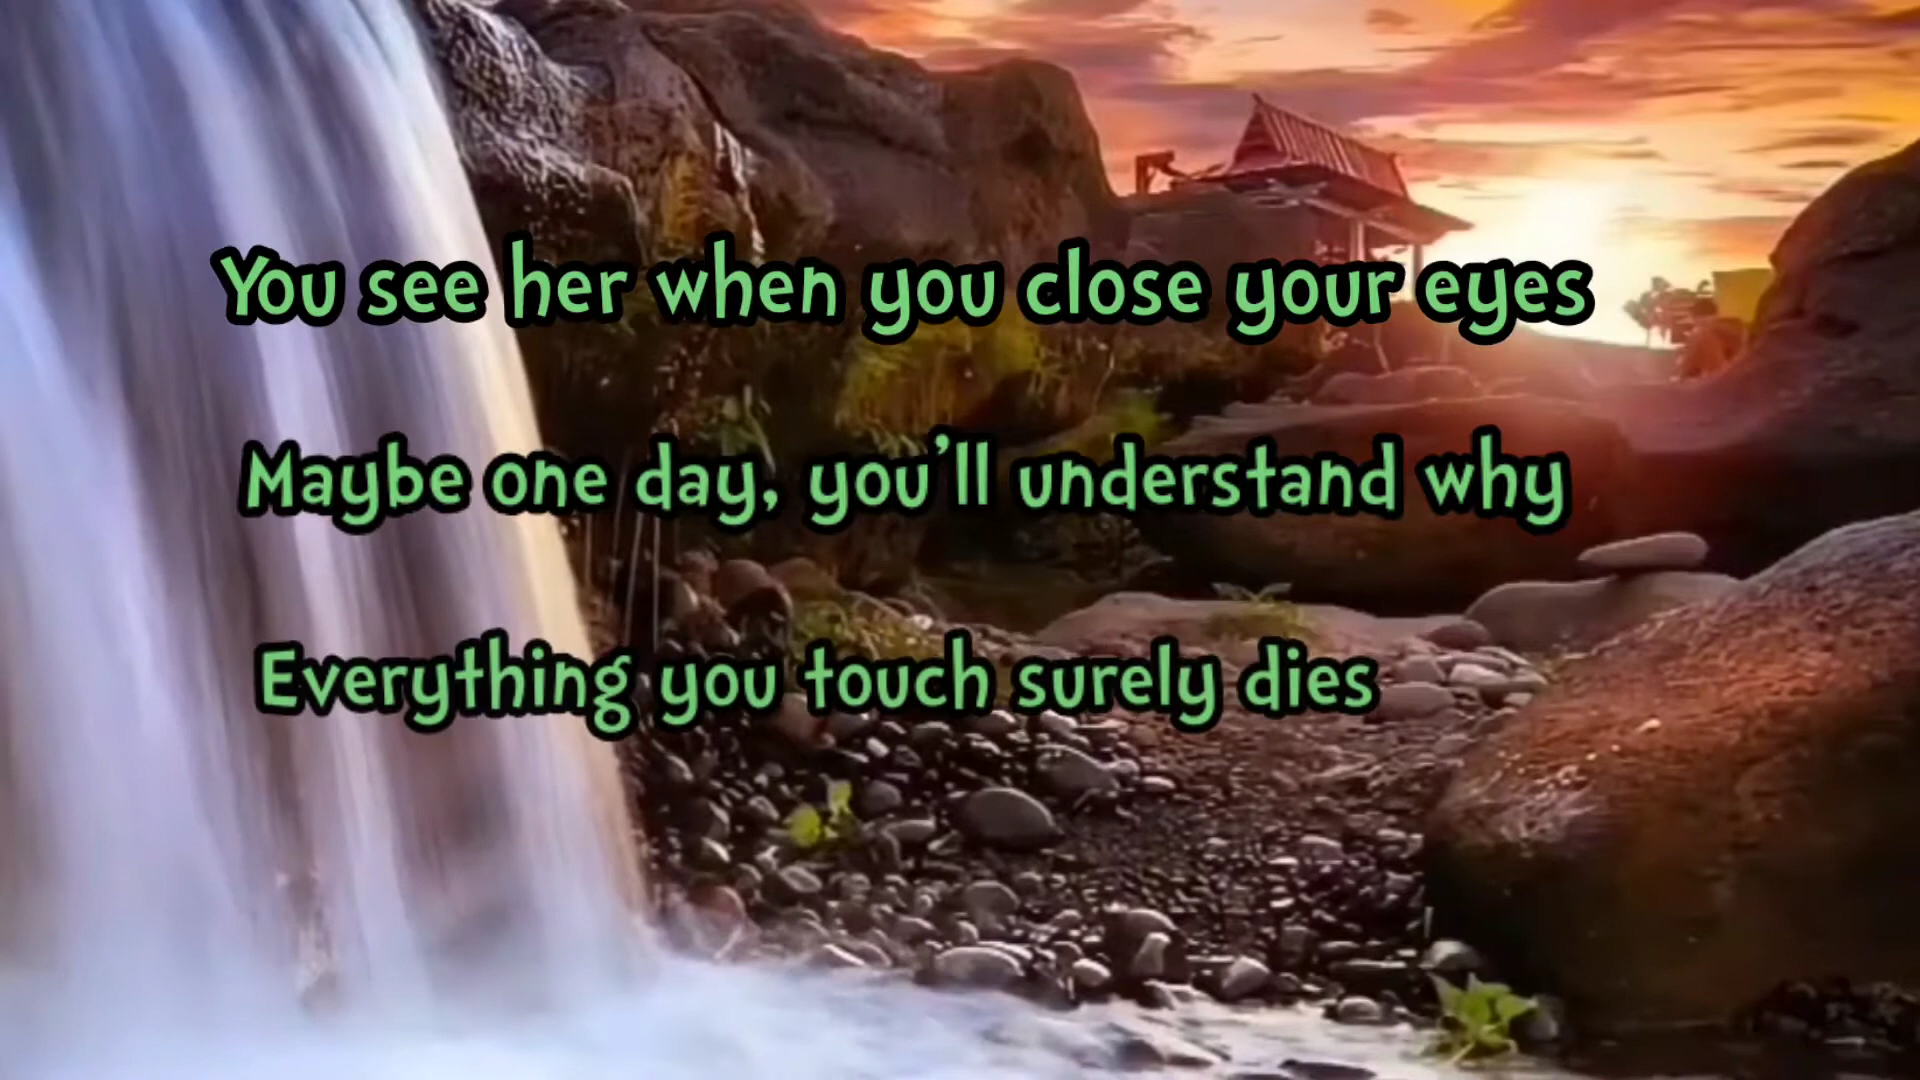 You see her when you close your eyes
Maybe one day, you'll understand why
Everything you touch surely dies